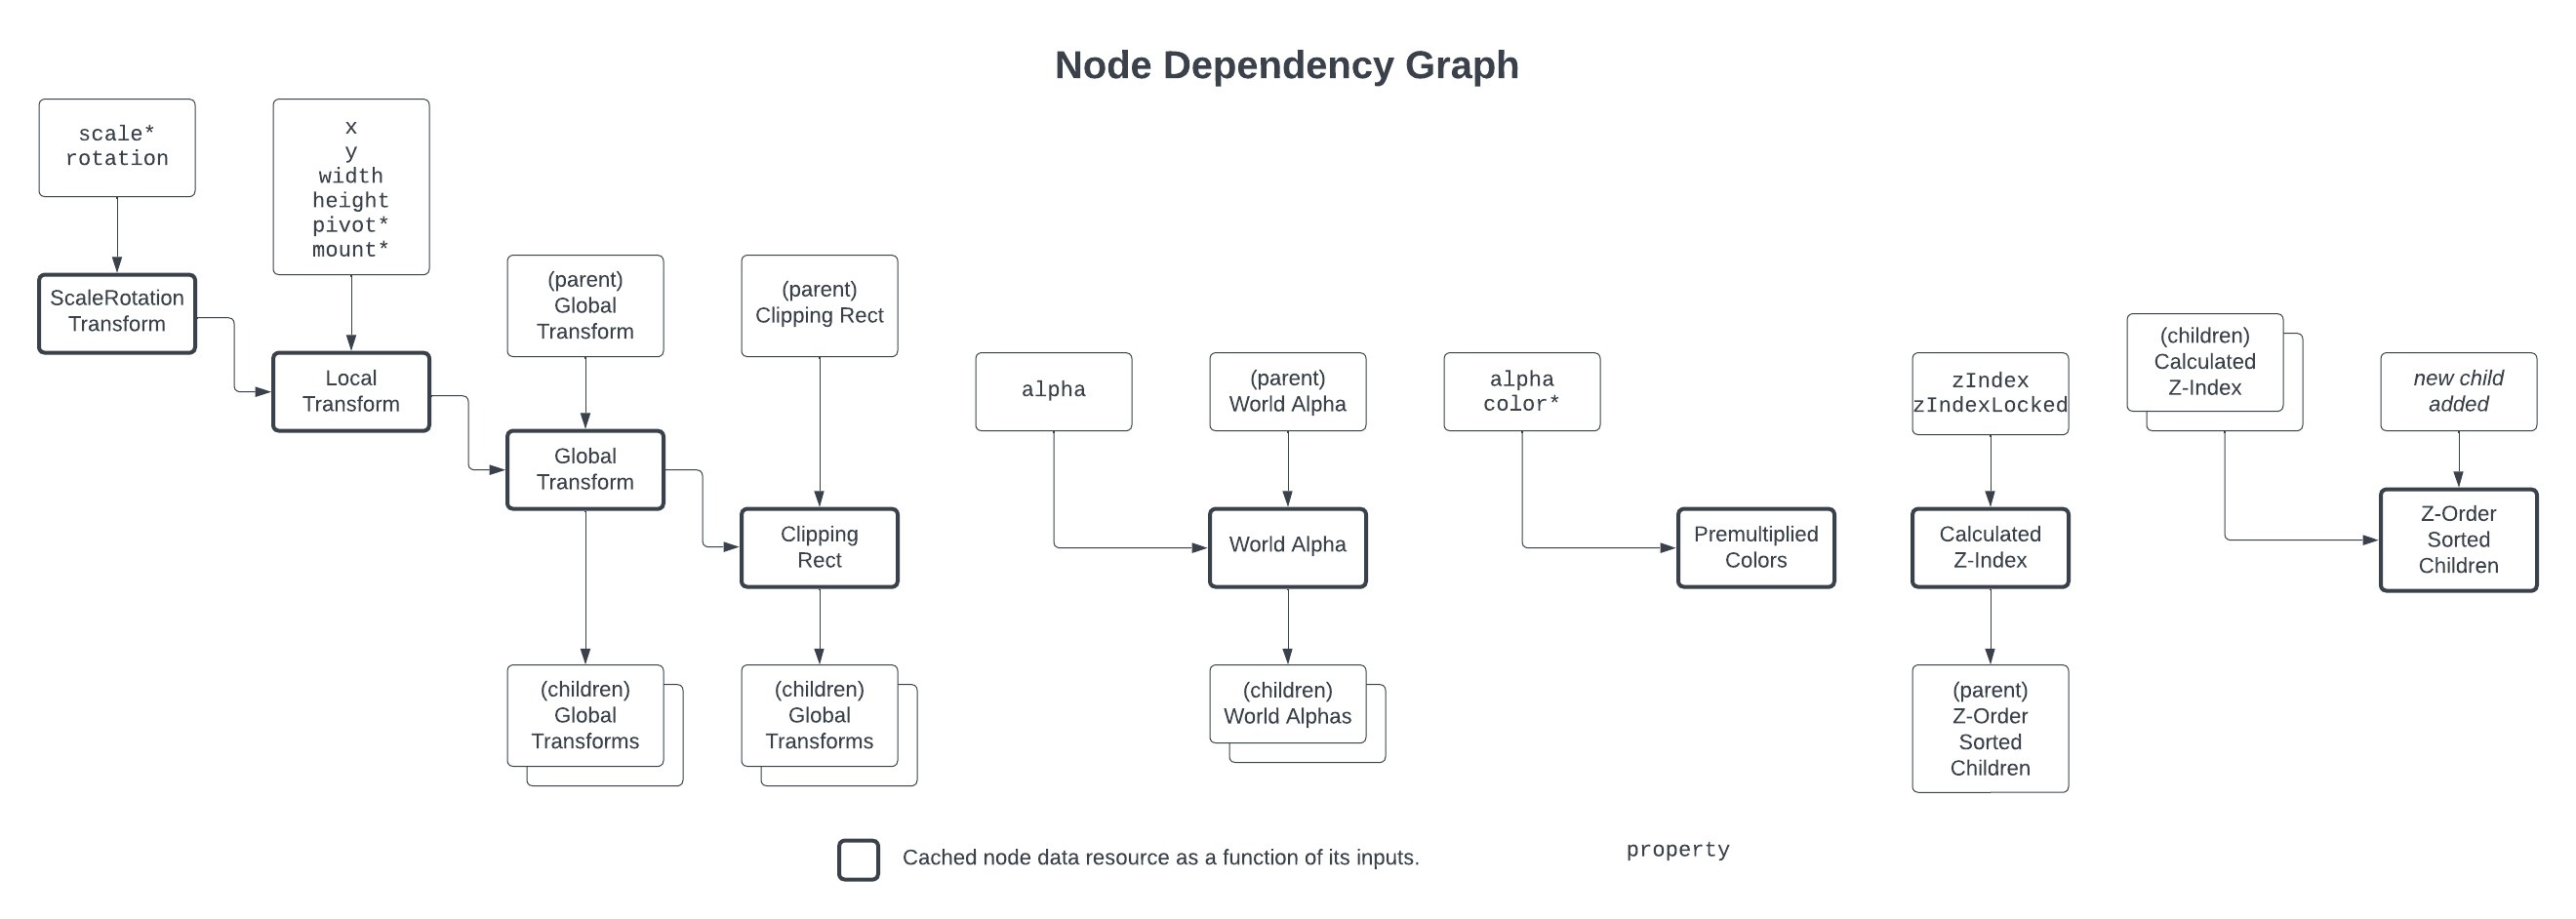 Node Dependency Graph
scale*
rotation
x
y
width
height
pivot*
mount*
ScaleRotation
Transform
Local
Transform
(parent)
Global
Transform
(parent)
Clipping Rect
Global
Transform
Clipping
Rect
(children)
Global
Transforms
(children)
Global
Transforms
alpha
(parent)
World Alpha
World Alpha
(children)
World Alphas
alpha
color*
Premultiplied
Colors
zIndex
zIndexLocked
Calculated
Z-Index
(parent)
Z-Order
Sorted
Children
(children)
Calculated
Z-Index
new child
added
Z-Order
Sorted
Children
Cached node data resource as a function of its inputs.
property